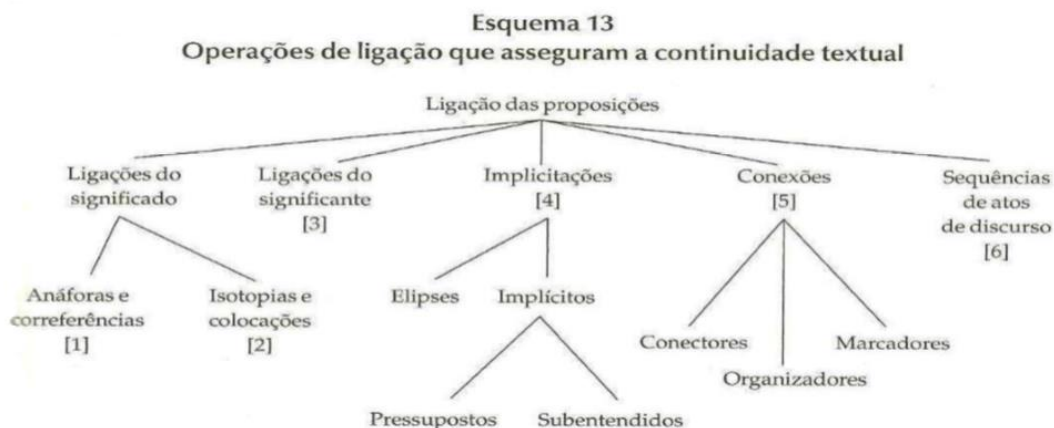 Esquema 13
Operações de ligação que asseguram a continuidade textual
Ligação das proposições
Ligações do
significado
Ligações do
significante
[3]
Implicitações
[4]
Conexões
[5]
Sequências
de atos
de discurso
[6]
Anáforas e
correferências
[1]
Isotopias e
colocações
[2]
Elipses
Implícitos
Conectores
Marcadores
Organizadores
Pressupostos
Subentendidos